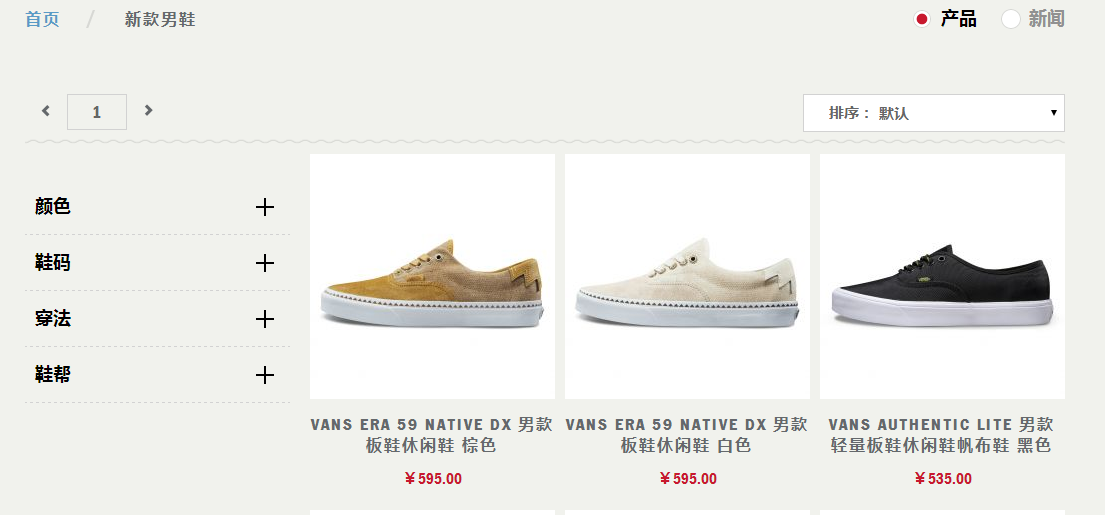 首页 / 新款男鞋
产品 新闻
1
排序： 默认
颜色
鞋码
穿法
鞋帮
VANS ERA 59 NATIVE DX 男款
板鞋休闲鞋 棕色
￥595.00
VANS ERA 59 NATIVE DX 男款
板鞋休闲鞋 白色
￥595.00
VANS AUTHENTIC LITE 男款
轻量板鞋休闲鞋帆布鞋 黑色
￥535.00